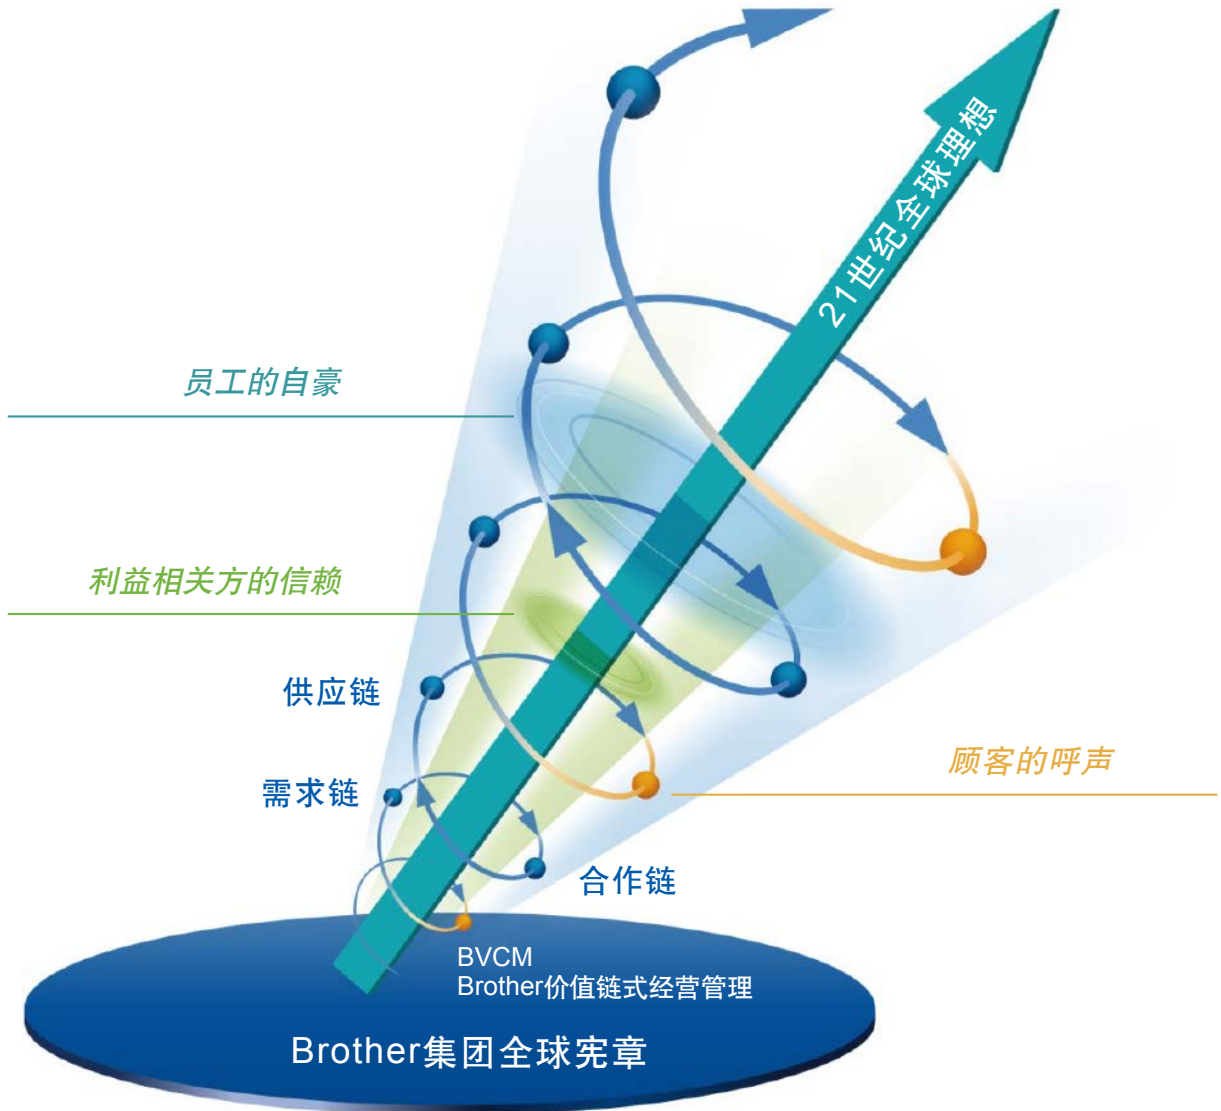 21世纪全球理想
员工的自豪
利益相关方的信赖
供应链
顾客的呼声
需求链
合作链
BVCM
Brother价值链式经营管理
Brother集团全球宪章